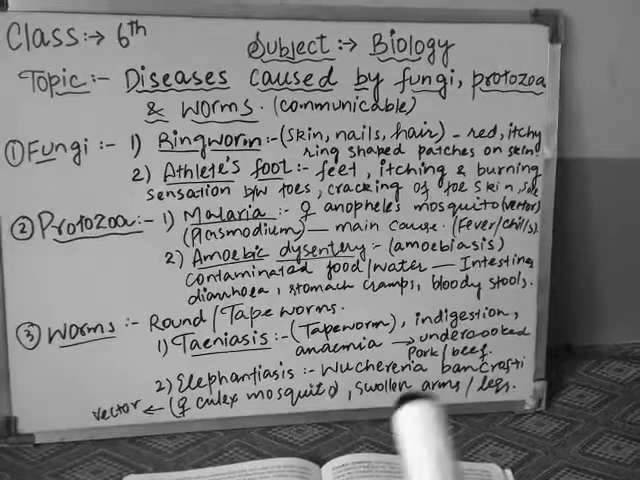 Class:→ 6th
Subject:→ Biology
Topic:- Diseases caused by fungi, protozoa
& worms. (communicable)
① Fungi:- 1) Ringworm:- (skin, nails, hair) - red, itchy
ring shaped patches on skin.
2) Athlete's foot:- feet, itching & burning
sensation b/w toes, cracking of toe skin, sole
② Protozoa:- 1) Malaria:- ♀ anopheles mosquito (vector)
(Plasmodium) — main cause. (Fever/chills).
2) Amoebic dysentery:- (amoebiasis)
contaminated food/water — Intestine,
diarrhoea, stomach cramps, bloody stools.
③ Worms:- Round/Tape worms.
1) Taeniasis:- (Tapeworm), indigestion,
anaemia → undercooked
Pork/beef.
2) Elephantiasis:- Wuchereria bancrofti
vector ← (♀ culex mosquito), swollen arms/legs.